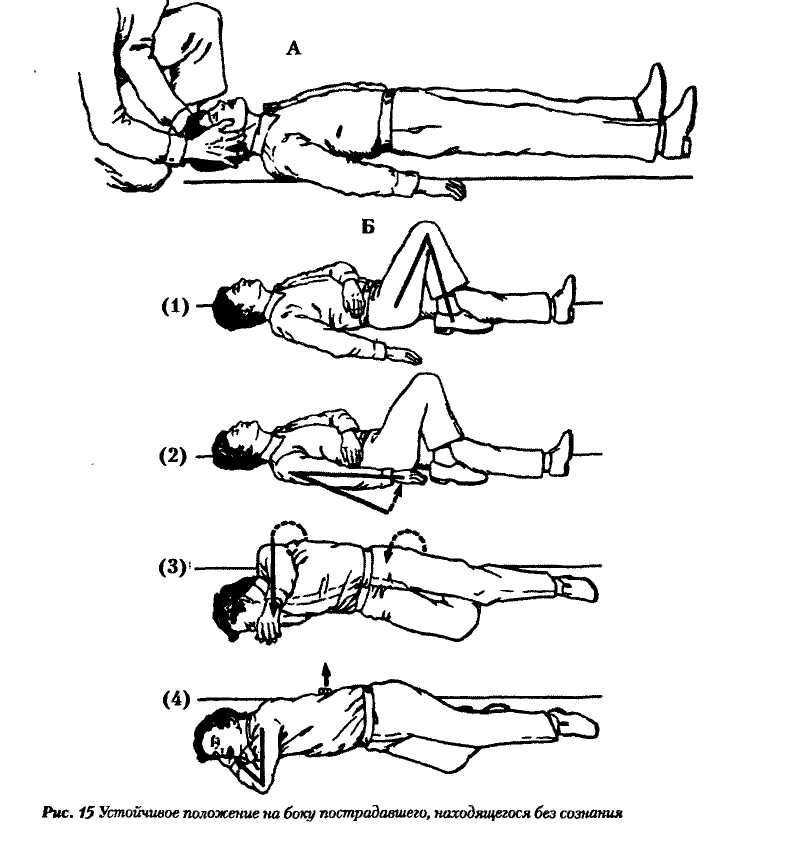 А
Б
(1)
(2)
(3)
(4)
Рис. 15 Устойчивое положение на боку пострадавшего, находящегося без сознания